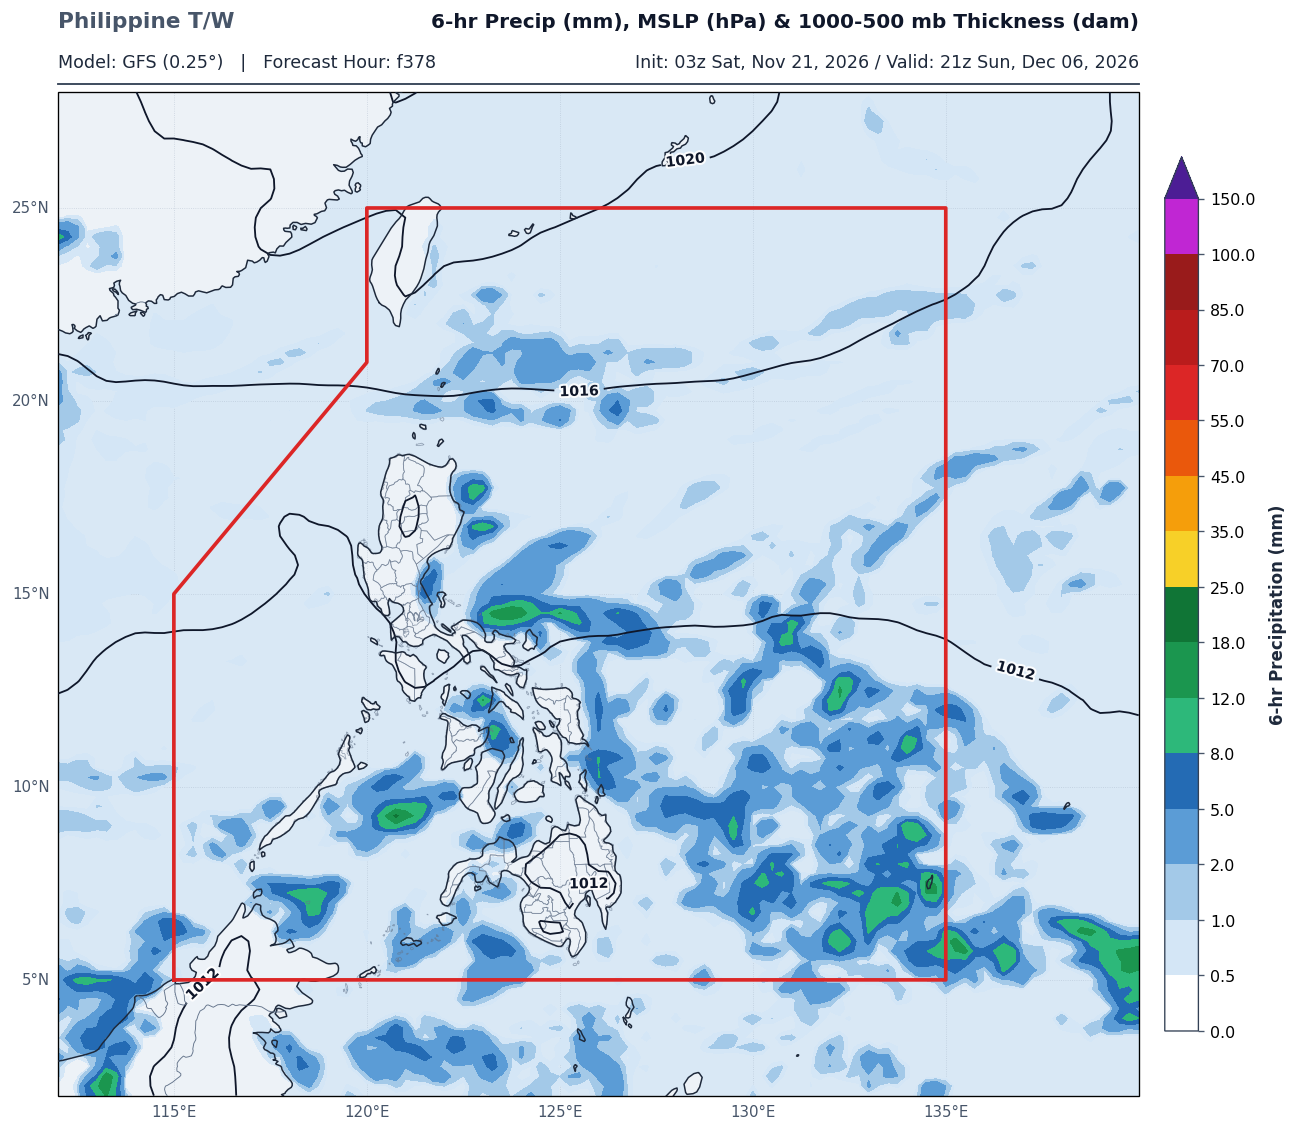 Philippine T/W
6-hr Precip (mm), MSLP (hPa) & 1000-500 mb Thickness (dam)
Model: GFS (0.25°) | Forecast Hour: f378
Init: 03z Sat, Nov 21, 2026 / Valid: 21z Sun, Dec 06, 2026
1020
1016
1012
1012
1012
25°N
20°N
15°N
10°N
5°N
115°E
120°E
125°E
130°E
135°E
150.0
100.0
85.0
70.0
55.0
45.0
35.0
25.0
18.0
12.0
8.0
5.0
2.0
1.0
0.5
0.0
6-hr Precipitation (mm)